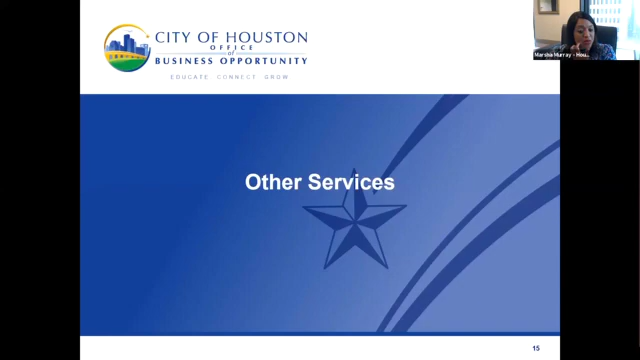 CITY OF HOUSTON
OFFICE
of
BUSINESS OPPORTUNITY
EDUCATE CONNECT GROW
Marsha Murray - Hou...
Other Services
15